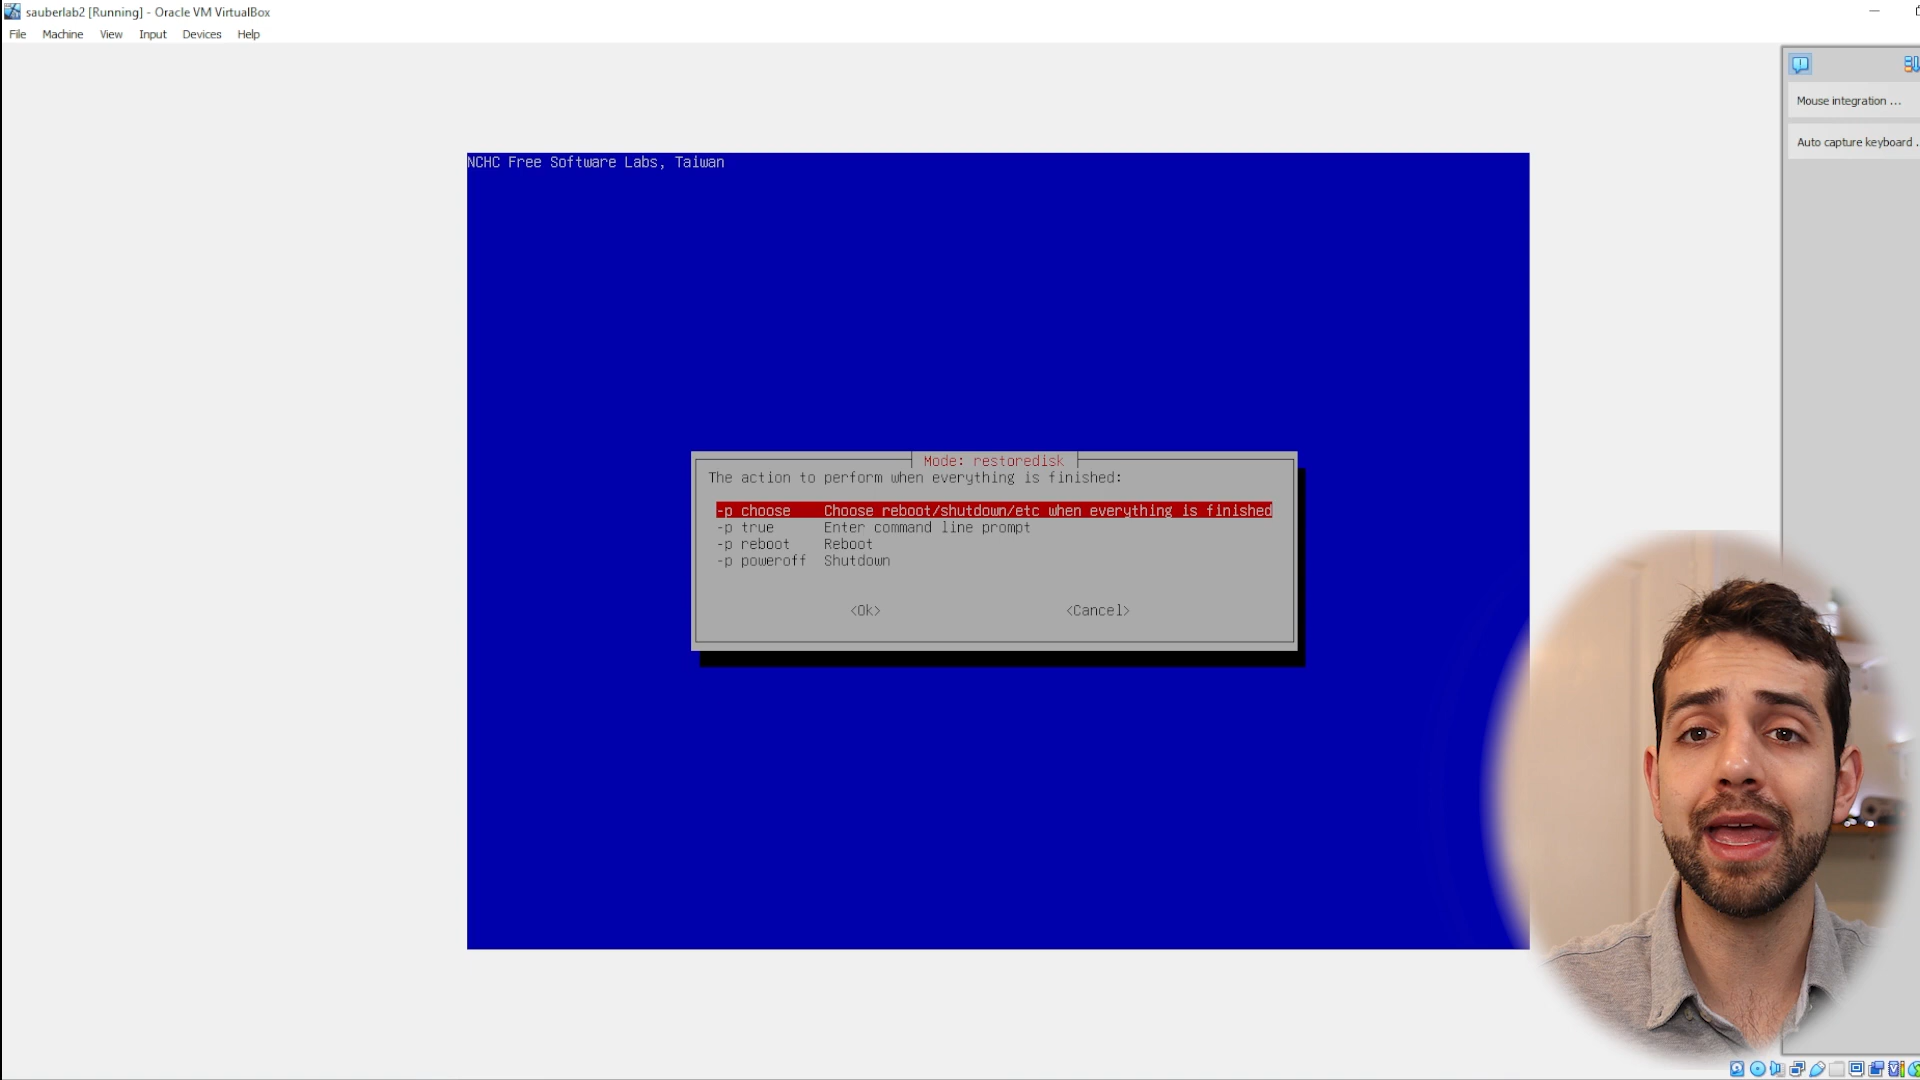 sauberlab2 [Running] - Oracle VM VirtualBox
File Machine View Input Devices Help
Mouse integration ...
Auto capture keyboard .
NCHC Free Software Labs, Taiwan
Mode: restoredisk
The action to perform when everything is finished:
-p choose Choose reboot/shutdown/etc when everything is finished
-p true Enter command line prompt
-p reboot Reboot
-p poweroff Shutdown
<Ok> <Cancel>